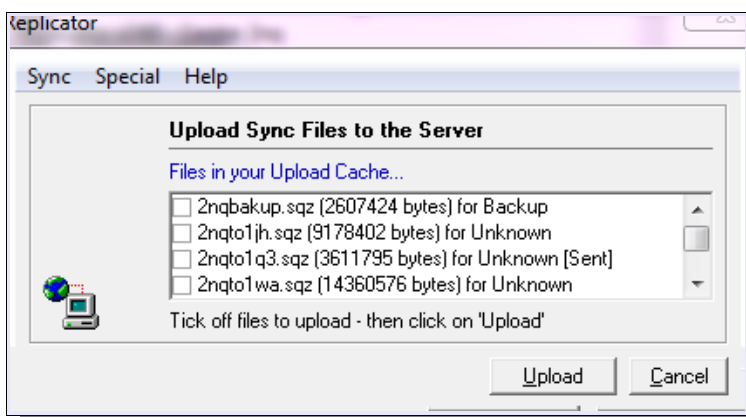 Replicator
Sync Special Help
Upload Sync Files to the Server
Files in your Upload Cache...
2nqbakup.sqz (2607424 bytes) for Backup
2nqto1jh.sqz (9178402 bytes) for Unknown
2nqto1q3.sqz (3611795 bytes) for Unknown [Sent]
2nqto1wa.sqz (14360576 bytes) for Unknown
Tick off files to upload - then click on 'Upload'
Upload Cancel